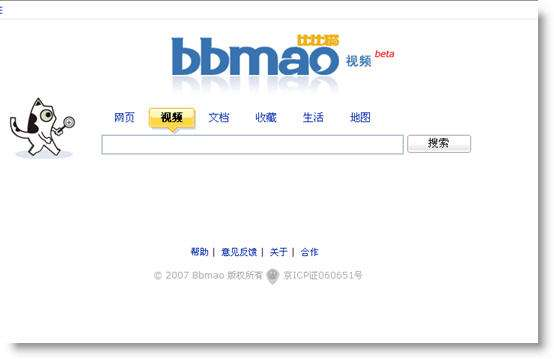 比比猫
bbmao 视频 beta
网页 视频 文档 收藏 生活 地图
搜索
帮助 | 意见反馈 | 关于 | 合作
© 2007 Bbmao 版权所有 京ICP证060651号